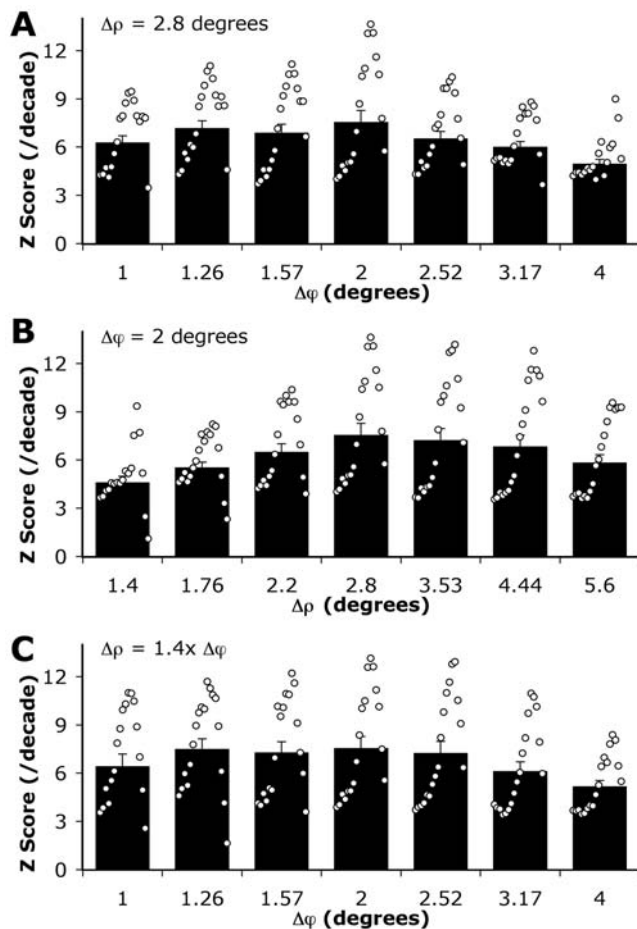 A
Δρ = 2.8 degrees
Z Score (/decade)
12
9
6
3
0
1 1.26 1.57 2 2.52 3.17 4
Δφ (degrees)
B
Δφ = 2 degrees
Z Score (/decade)
12
9
6
3
0
1.4 1.76 2.2 2.8 3.53 4.44 5.6
Δρ (degrees)
C
Δρ = 1.4x Δφ
Z Score (/decade)
12
9
6
3
0
1 1.26 1.57 2 2.52 3.17 4
Δφ (degrees)